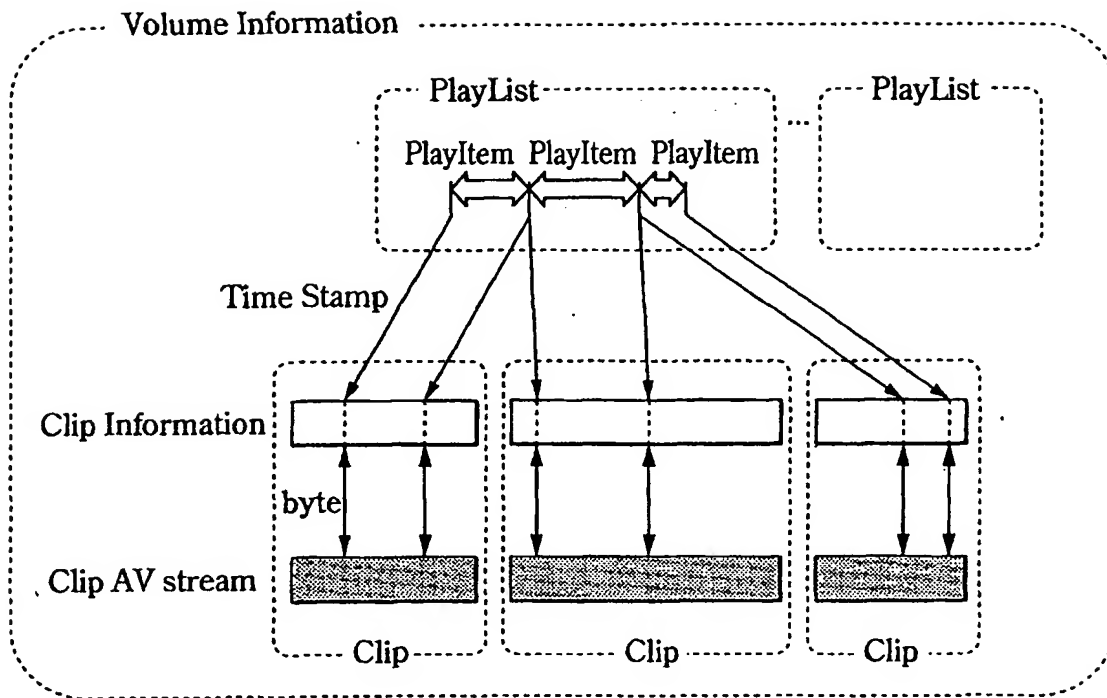 Volume Information
PlayList
PlayList
...
PlayItem PlayItem PlayItem
Time Stamp
Clip Information
byte
Clip AV stream
Clip
Clip
Clip